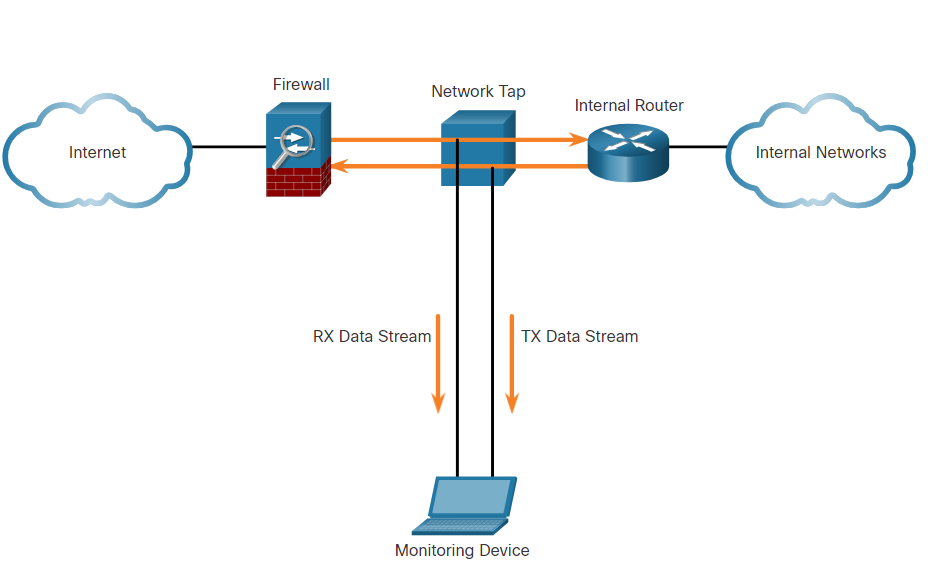 Firewall
Network Tap
Internal Router
Internet
Internal Networks
RX Data Stream
TX Data Stream
Monitoring Device